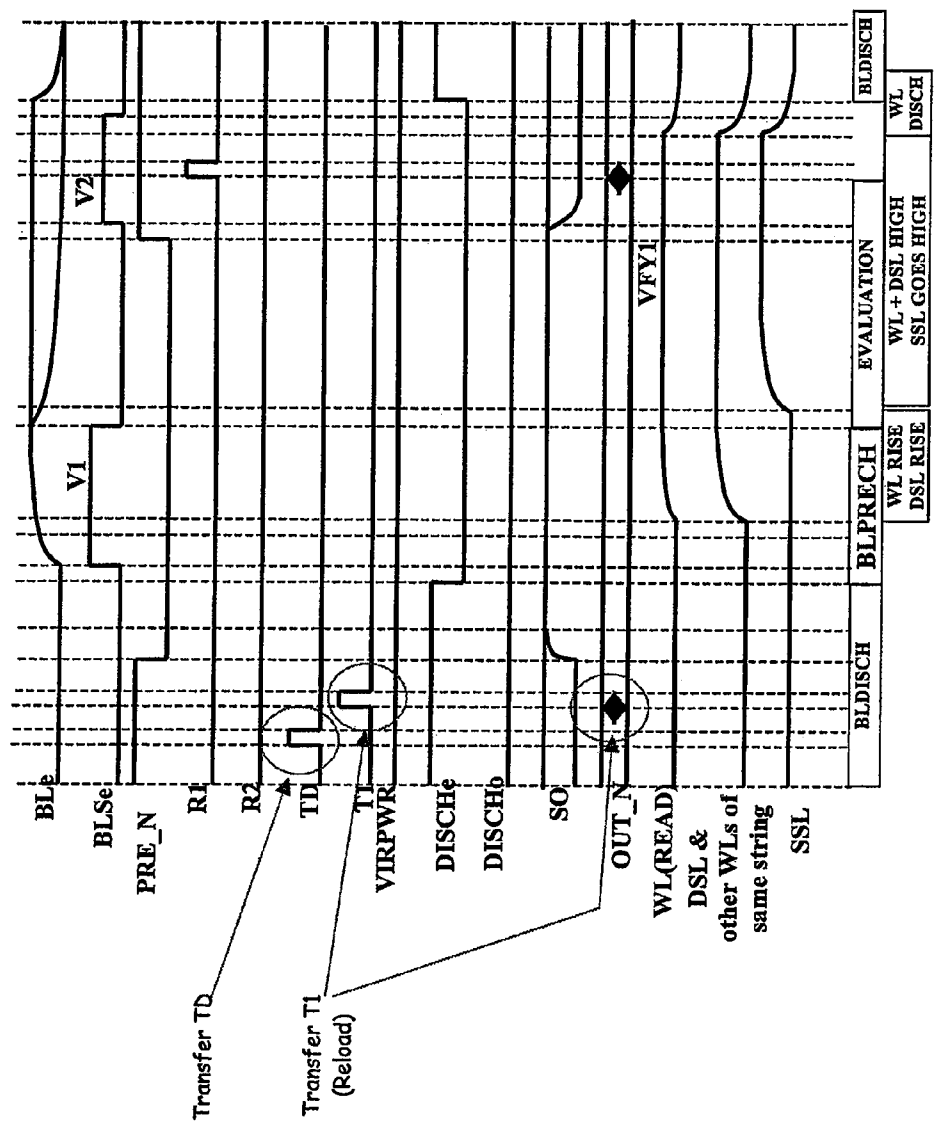 BLe
BLSe
PRE_N
R1
R2
TD
T1
VIRPWR
DISCHe
DISCHo
SO
OUT_N
WL(READ)
DSL &
other WLs of
same string
SSL
V1
V2
VFY1
Transfer TD
Transfer T1
(Reload)
BLDISCH
BLPRECH
EVALUATION
BLDISCH
WL RISE
DSL RISE
WL + DSL HIGH
SSL GOES HIGH
WL
DISCH